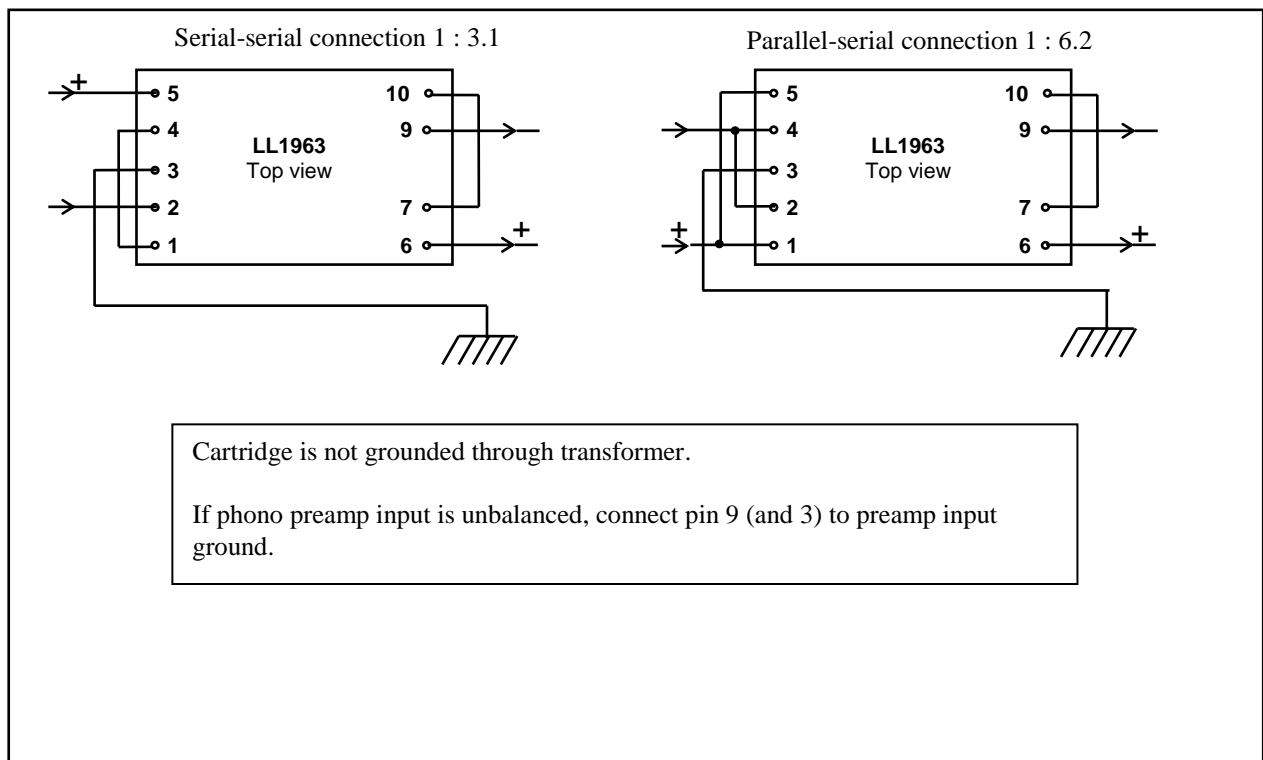 Serial-serial connection 1 : 3.1
+
5
4
3
2
1
LL1963
Top view
10
9
7
6
+
Parallel-serial connection 1 : 6.2
5
4
3
2
+
1
LL1963
Top view
10
9
7
6
+
Cartridge is not grounded through transformer.
If phono preamp input is unbalanced, connect pin 9 (and 3) to preamp input
ground.